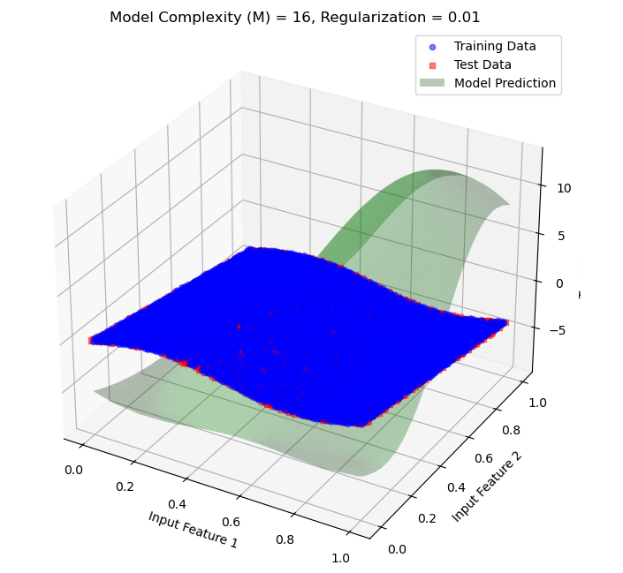 Model Complexity (M) = 16, Regularization = 0.01
Training Data
Test Data
Model Prediction
10
5
0
−5
1.0
0.8
0.6
0.4
0.2
0.0
Input Feature 2
0.0
0.2
0.4
0.6
0.8
1.0
Input Feature 1